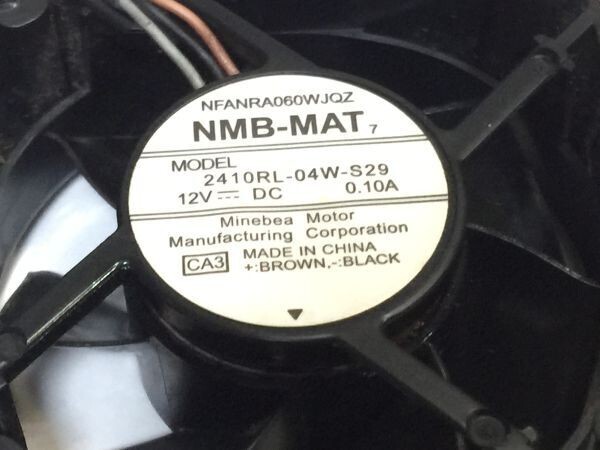 NFANRA060WJQZ
NMB-MAT 7
MODEL
2410RL-04W-S29
12V ⎓ DC 0.10A
Minebea Motor
Manufacturing Corporation
CA3 MADE IN CHINA
+:BROWN,-:BLACK